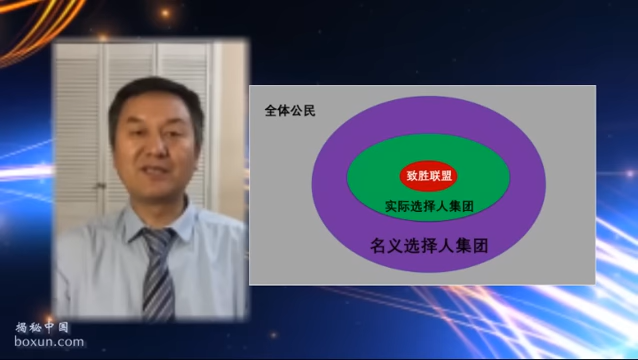 全体公民
致胜联盟
实际选择人集团
名义选择人集团
揭秘中国
boxun.com